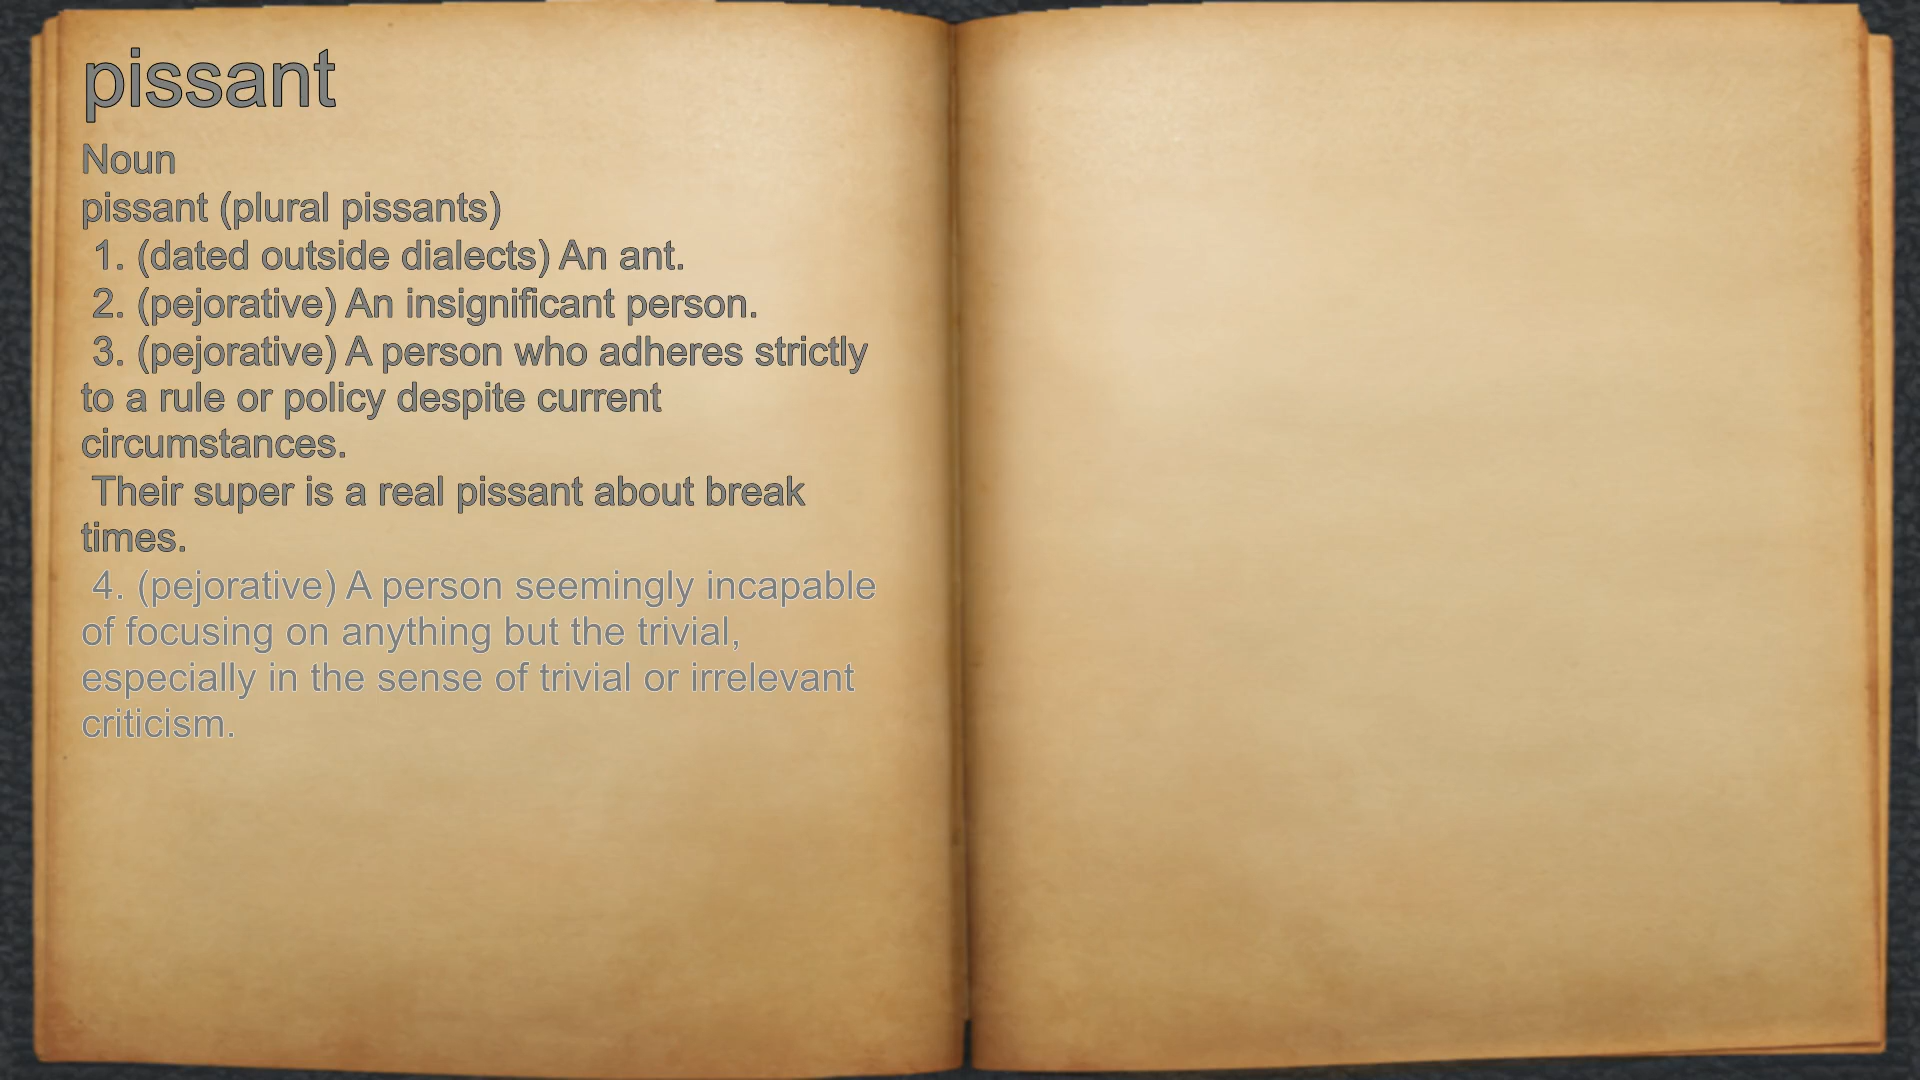 pissant
Noun
pissant (plural pissants)
1. (dated outside dialects) An ant.
2. (pejorative) An insignificant person.
3. (pejorative) A person who adheres strictly
to a rule or policy despite current
circumstances.
Their super is a real pissant about break
times.
4. (pejorative) A person seemingly incapable
of focusing on anything but the trivial,
especially in the sense of trivial or irrelevant
criticism.